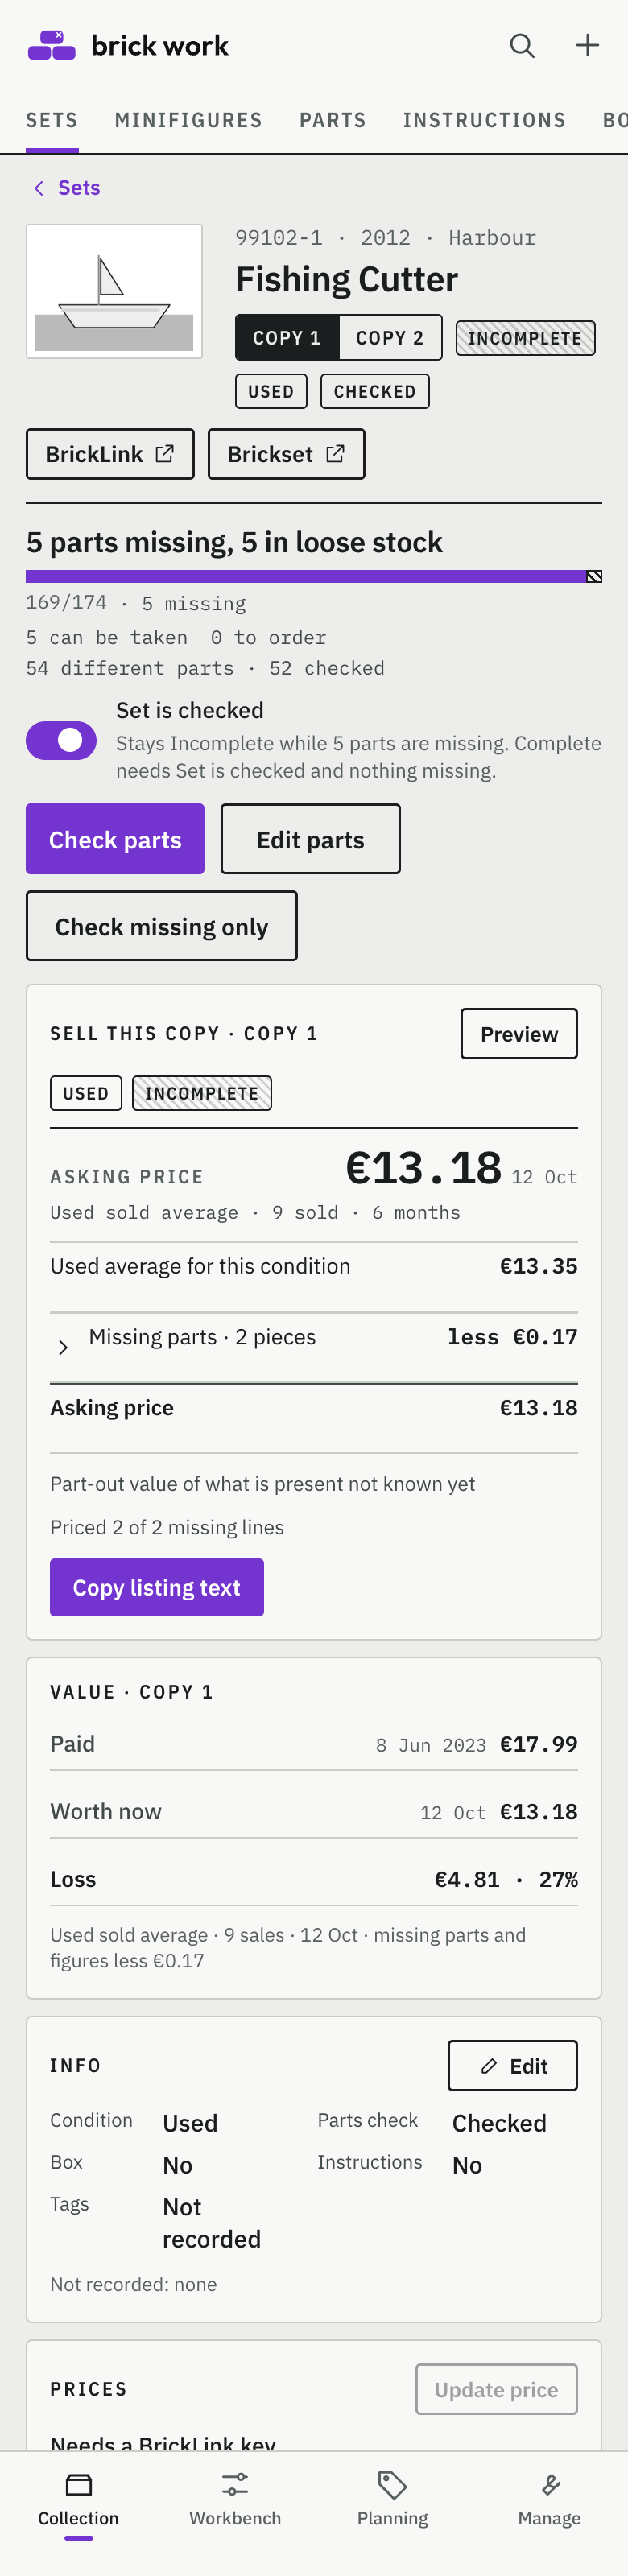 brick work
SETS MINIFIGURES PARTS INSTRUCTIONS BO
Sets
99102-1 · 2012 · Harbour
Fishing Cutter
COPY 1 COPY 2 INCOMPLETE
USED CHECKED
BrickLink Brickset
5 parts missing, 5 in loose stock
169/174 · 5 missing
5 can be taken 0 to order
54 different parts · 52 checked
Set is checked
Stays Incomplete while 5 parts are missing. Complete
needs Set is checked and nothing missing.
Check parts Edit parts
Check missing only
SELL THIS COPY · COPY 1 Preview
USED INCOMPLETE
ASKING PRICE €13.18 12 Oct
Used sold average · 9 sold · 6 months
Used average for this condition €13.35
Missing parts · 2 pieces less €0.17
Asking price €13.18
Part-out value of what is present not known yet
Priced 2 of 2 missing lines
Copy listing text
VALUE · COPY 1
Paid 8 Jun 2023 €17.99
Worth now 12 Oct €13.18
Loss €4.81 · 27%
Used sold average · 9 sales · 12 Oct · missing parts and
figures less €0.17
INFO Edit
Condition Used Parts check Checked
Box No Instructions No
Tags Not
recorded
Not recorded: none
PRICES Update price
Needs a BrickLink key
Collection Workbench Planning Manage